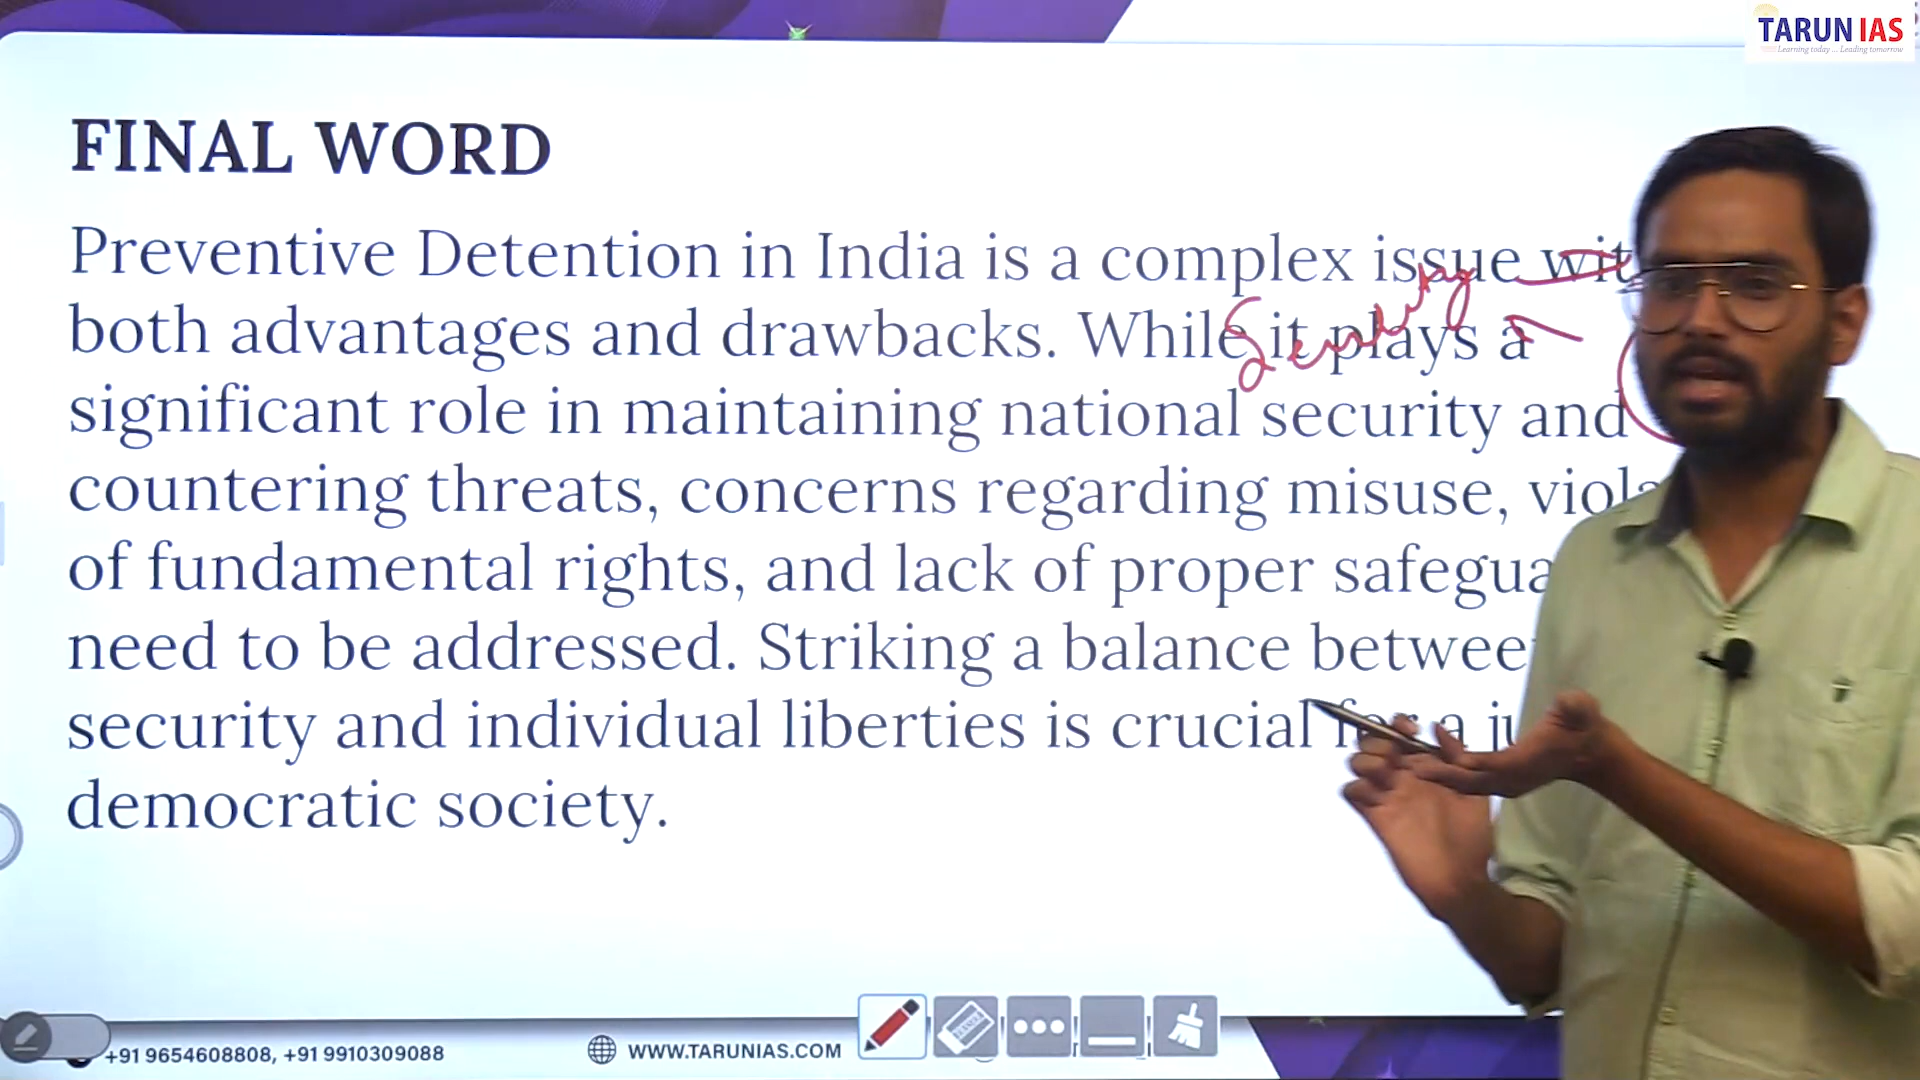 TARUN IAS
Learning today ... Leading tomorrow
FINAL WORD
Preventive Detention in India is a complex issue wit
both advantages and drawbacks. While it plays a
Security
significant role in maintaining national security and
countering threats, concerns regarding misuse, viola
of fundamental rights, and lack of proper safegua
need to be addressed. Striking a balance betwee
security and individual liberties is crucial for a ju
democratic society.
+91 9654608808, +91 9910309088
WWW.TARUNIAS.COM